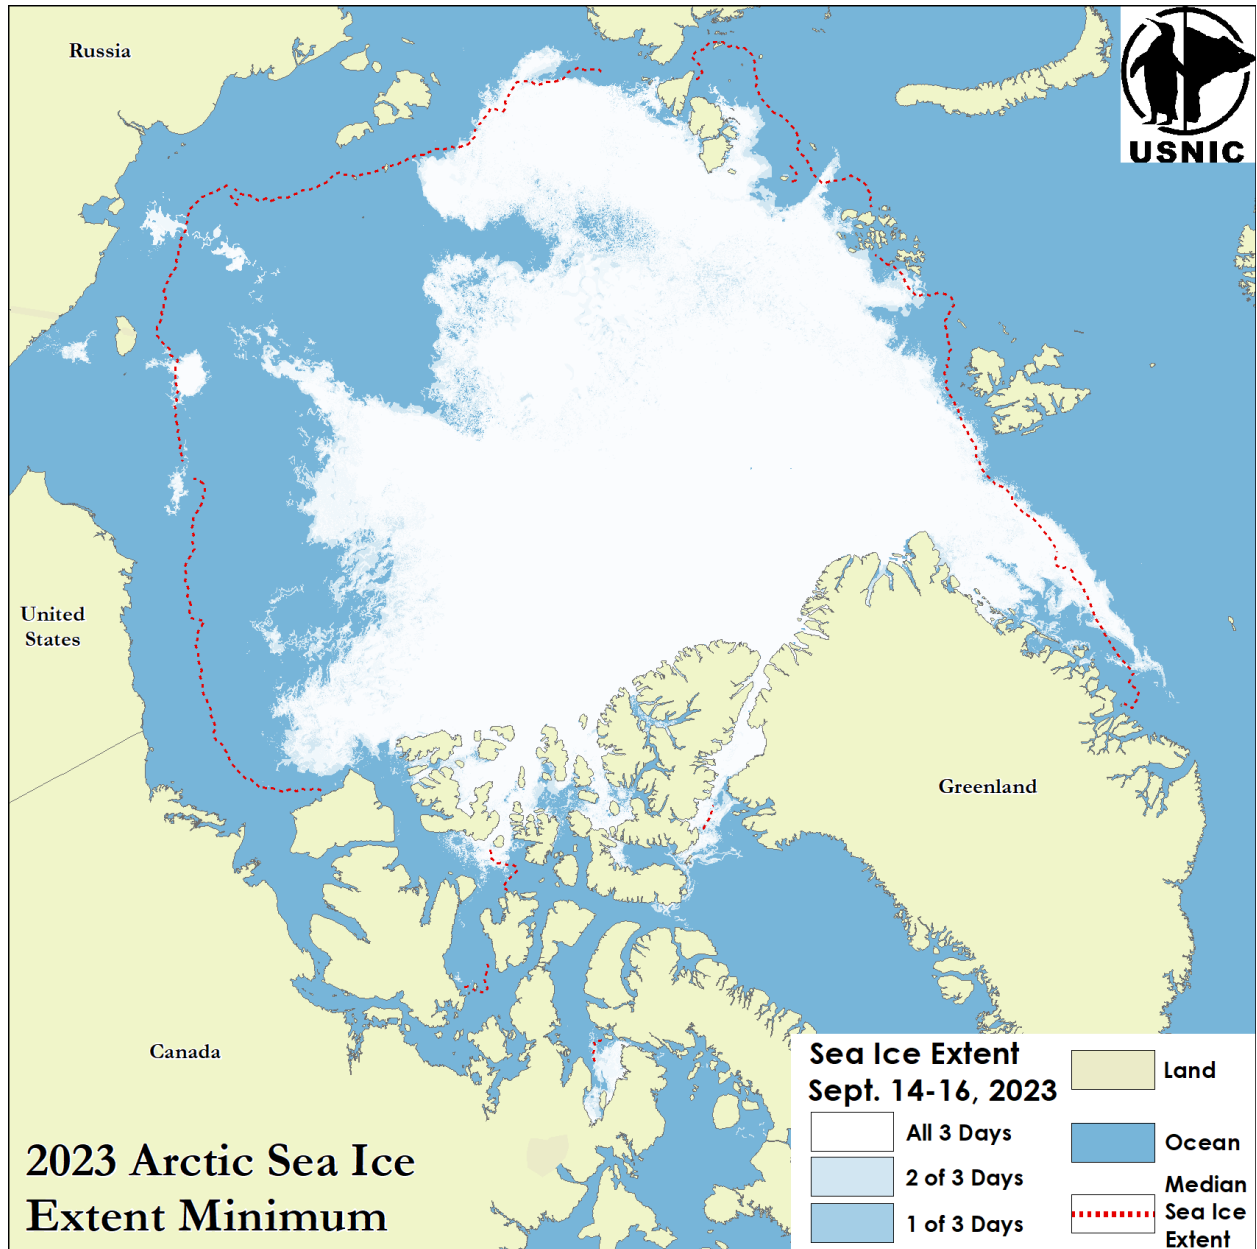 Russia
USNIC
United
States
Greenland
Canada
2023 Arctic Sea Ice
Extent Minimum
Sea Ice Extent
Sept. 14-16, 2023
All 3 Days
2 of 3 Days
1 of 3 Days
Land
Ocean
Median
Sea Ice
Extent